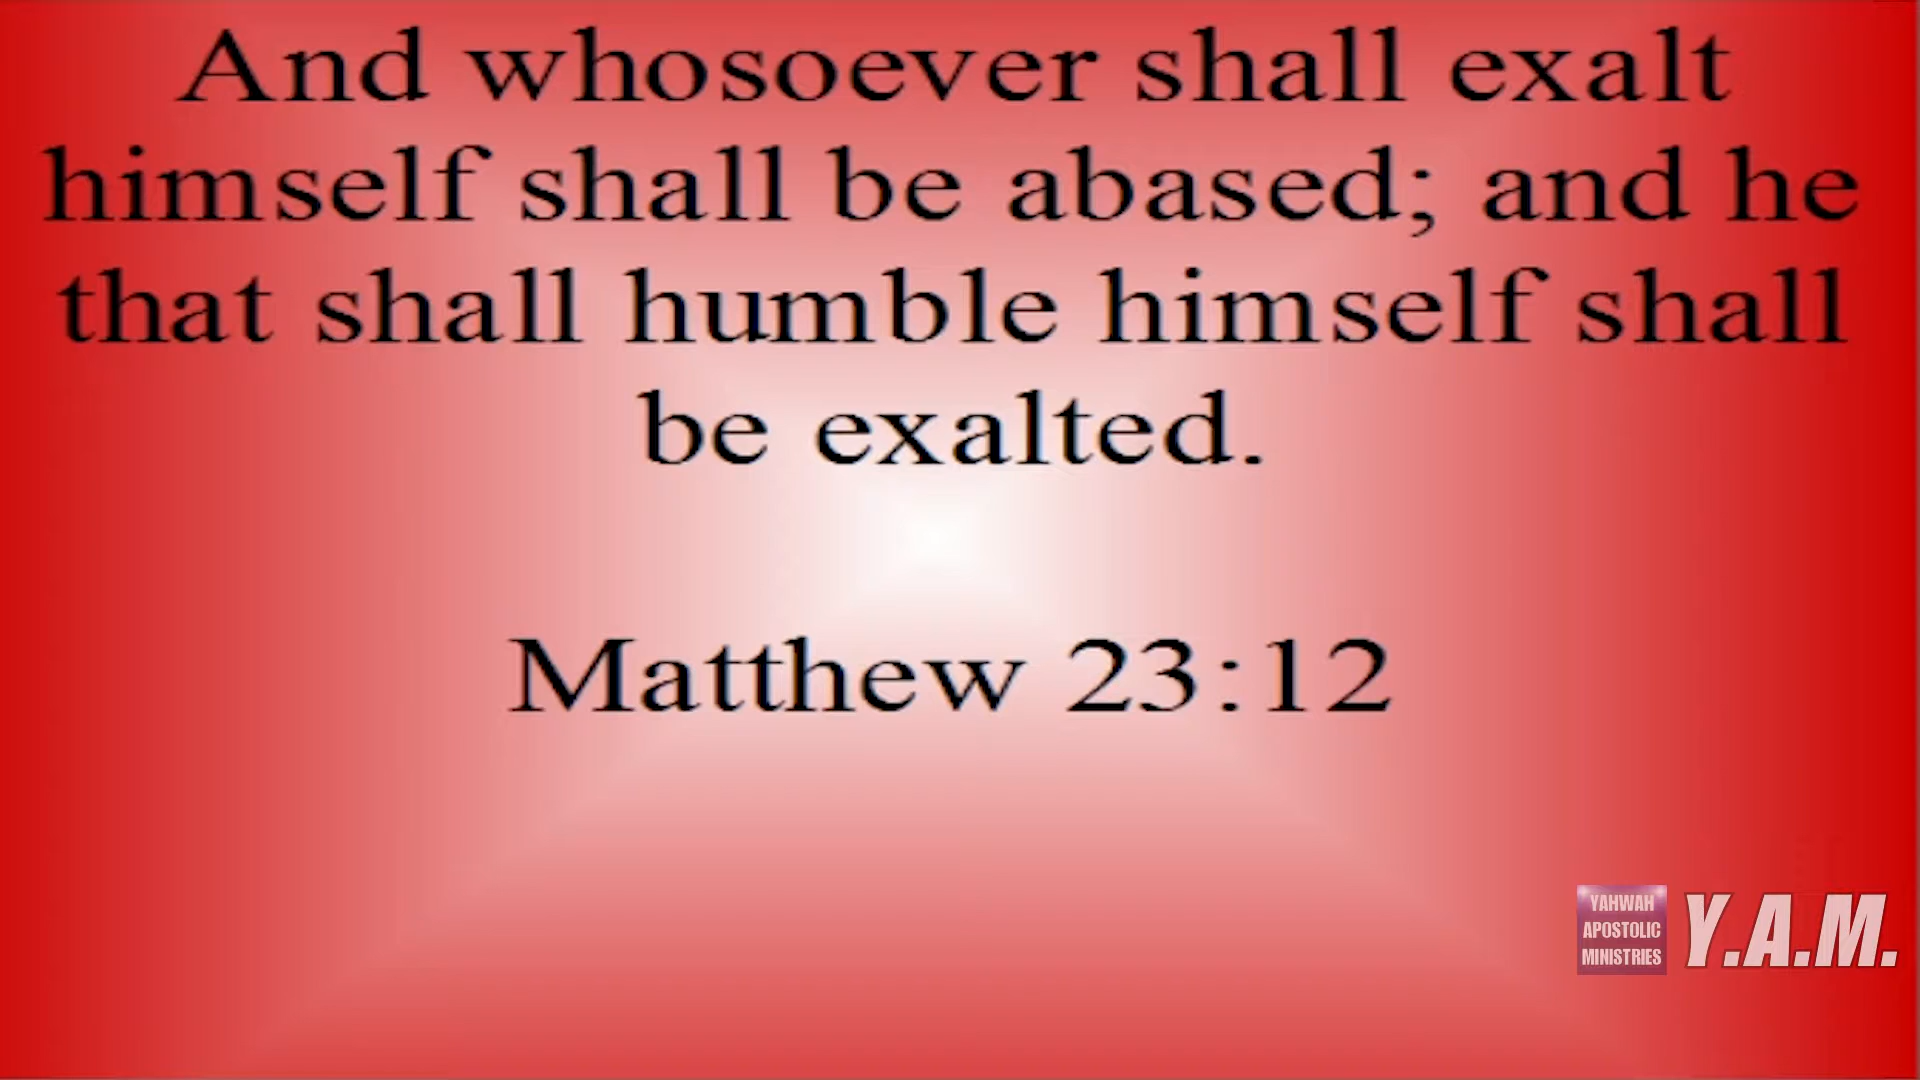 And whosoever shall exalt
himself shall be abased; and he
that shall humble himself shall
be exalted.
Matthew 23:12
YAHWAH
APOSTOLIC
MINISTRIES
Y.A.M.